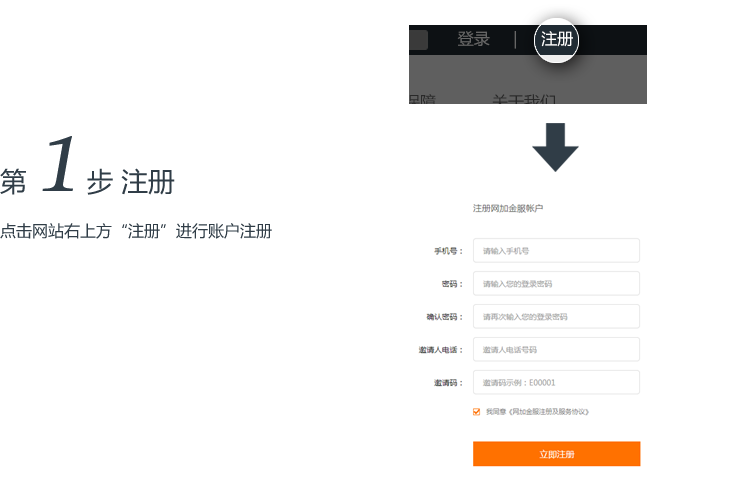 登录 | 注册
保障 关于我们
第 1 步 注册
点击网站右上方“注册”进行账户注册
注册网加金服帐户
手机号： 请输入手机号
密码： 请输入您的登录密码
确认密码： 请再次输入您的登录密码
邀请人电话： 邀请人电话号码
邀请码： 邀请码示例：E00001
我同意《网加金服注册及服务协议》
立即注册